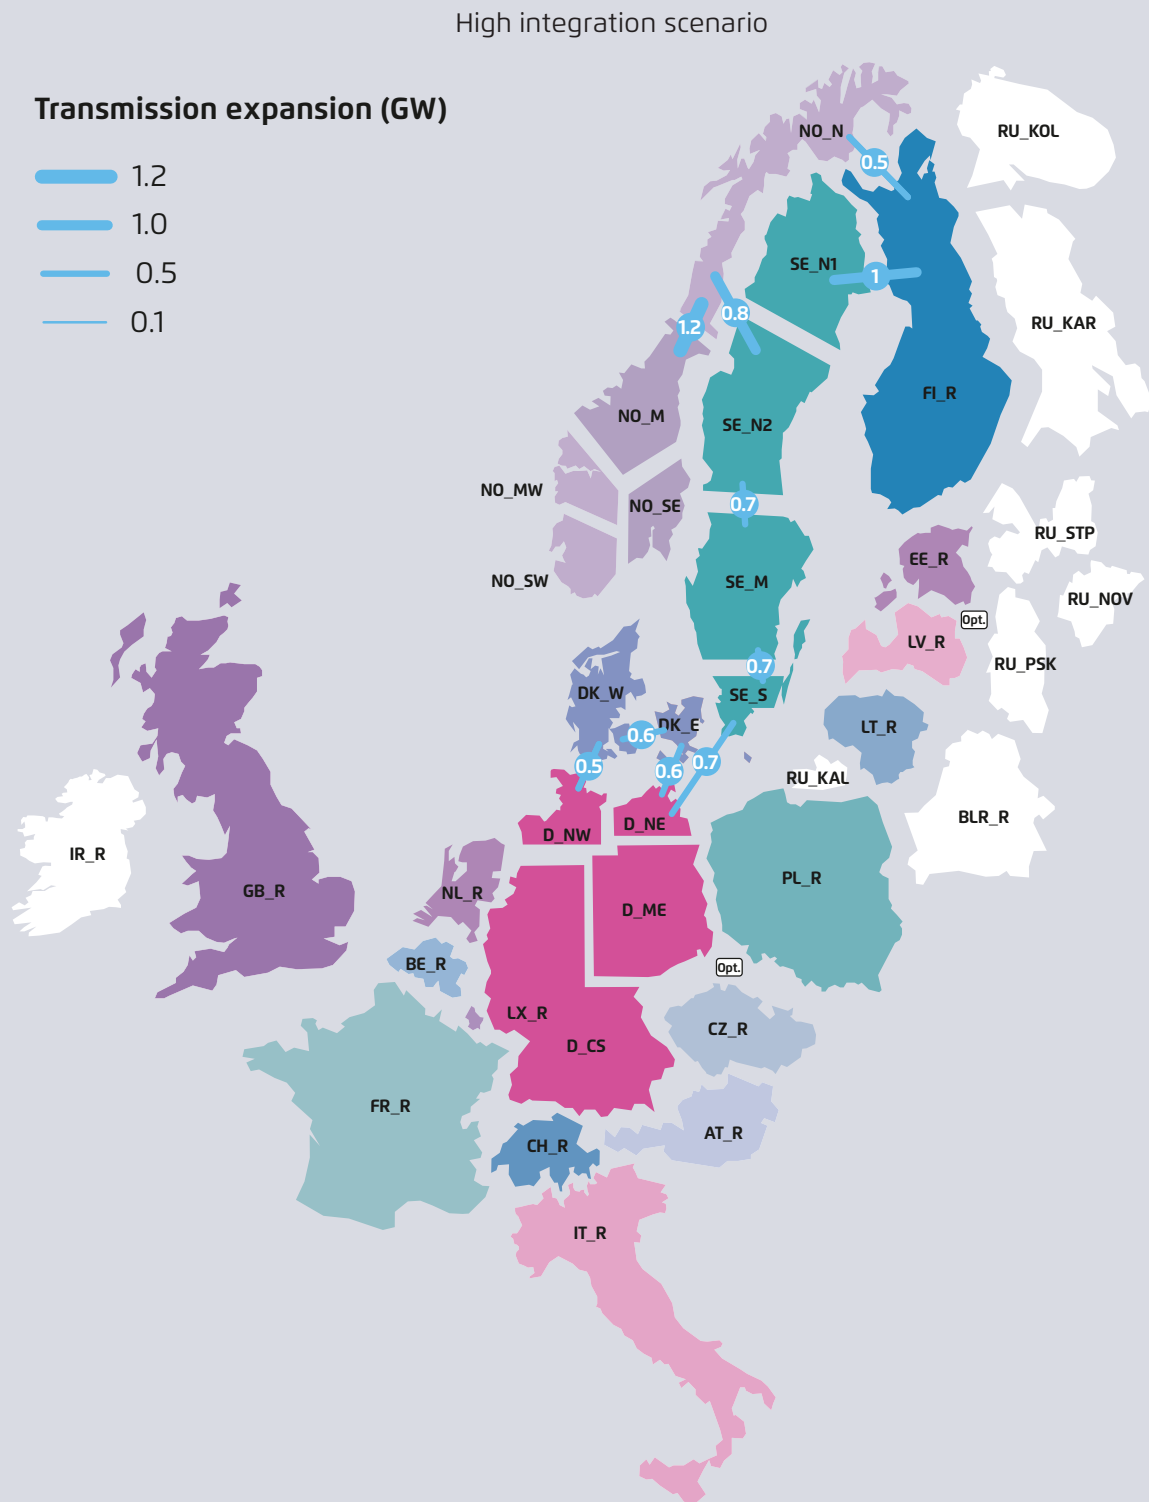 High integration scenario
Transmission expansion (GW)
1.2
1.0
0.5
0.1
NO_N
RU_KOL
0.5
SE_N1
1
0.8
1.2
RU_KAR
FI_R
NO_M
SE_N2
NO_MW
NO_SE
0.7
RU_STP
EE_R
NO_SW
SE_M
RU_NOV
Opt.
LV_R
RU_PSK
0.7
DK_W
SE_S
DK_E
LT_R
0.6
0.5
0.6
0.7
RU_KAL
BLR_R
D_NW
D_NE
IR_R
GB_R
NL_R
PL_R
D_ME
BE_R
Opt.
LX_R
CZ_R
D_CS
FR_R
AT_R
CH_R
IT_R